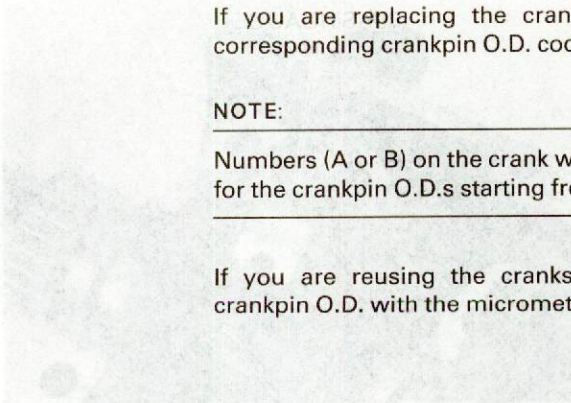 If you are replacing the cran
corresponding crankpin O.D. coc
NOTE:
Numbers (A or B) on the crank w
for the crankpin O.D.s starting fr
If you are reusing the cranks
crankpin O.D. with the micromet